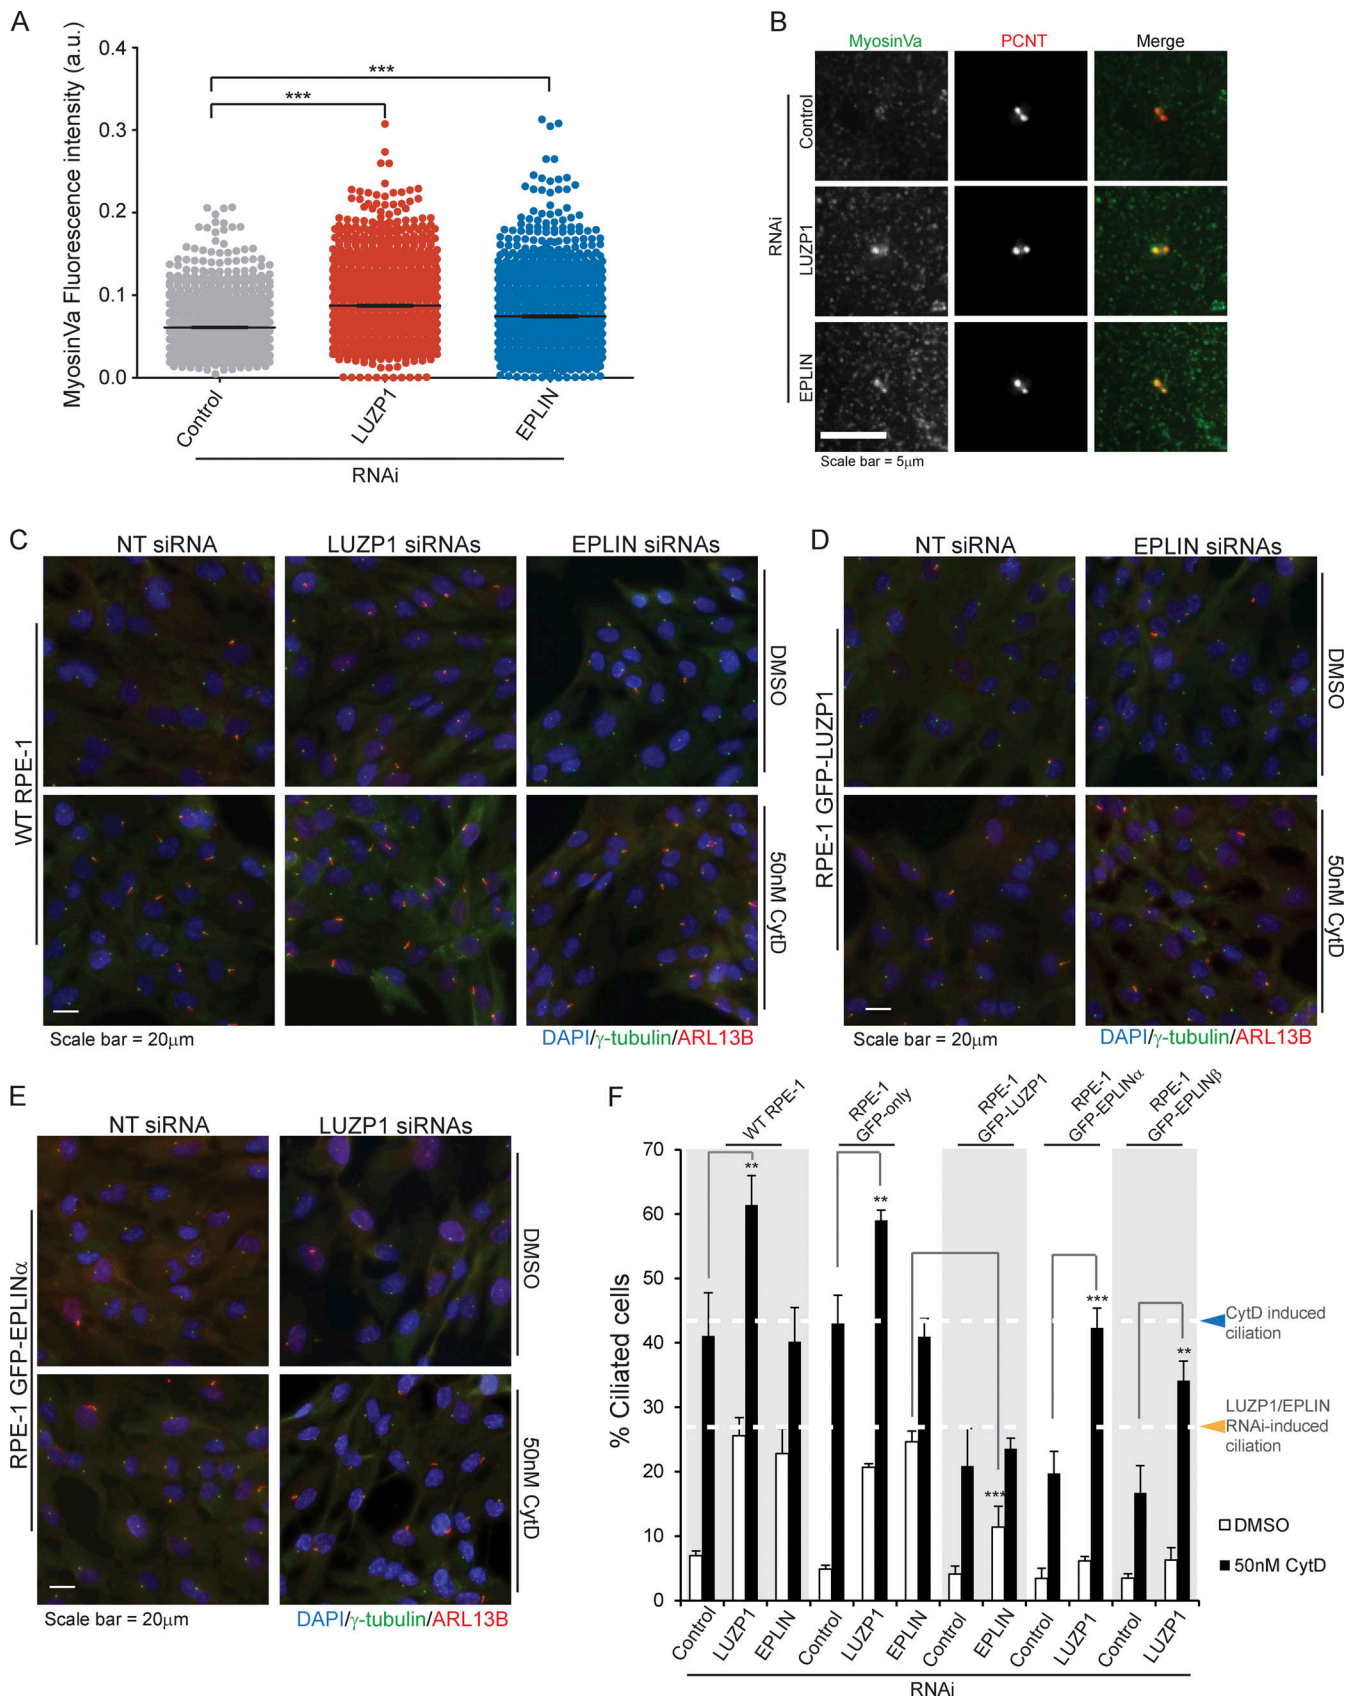 A
MyosinVa Fluorescence intensity (a.u.)
0.4
0.3
0.2
0.1
0.0
***
***
Control
LUZP1
EPLIN
RNAi
B
MyosinVa
PCNT
Merge
RNAi
Control
LUZP1
EPLIN
Scale bar = 5μm
C
NT siRNA
LUZP1 siRNAs
EPLIN siRNAs
WT RPE-1
DMSO
50nM CytD
Scale bar = 20μm
DAPI/γ-tubulin/ARL13B
D
NT siRNA
EPLIN siRNAs
RPE-1 GFP-LUZP1
DMSO
50nM CytD
Scale bar = 20μm
DAPI/γ-tubulin/ARL13B
E
NT siRNA
LUZP1 siRNAs
RPE-1 GFP-EPLINα
DMSO
50nM CytD
Scale bar = 20μm
DAPI/γ-tubulin/ARL13B
F
WT RPE-1
RPE-1
GFP-only
RPE-1
GFP-LUZP1
RPE-1
GFP-EPLINα
RPE-1
GFP-EPLINβ
% Ciliated cells
70
60
50
40
30
20
10
0
**
**
***
***
**
CytD induced
ciliation
LUZP1/EPLIN
RNAi-induced
ciliation
DMSO
50nM CytD
Control
LUZP1
EPLIN
Control
LUZP1
EPLIN
Control
EPLIN
Control
LUZP1
Control
LUZP1
RNAi